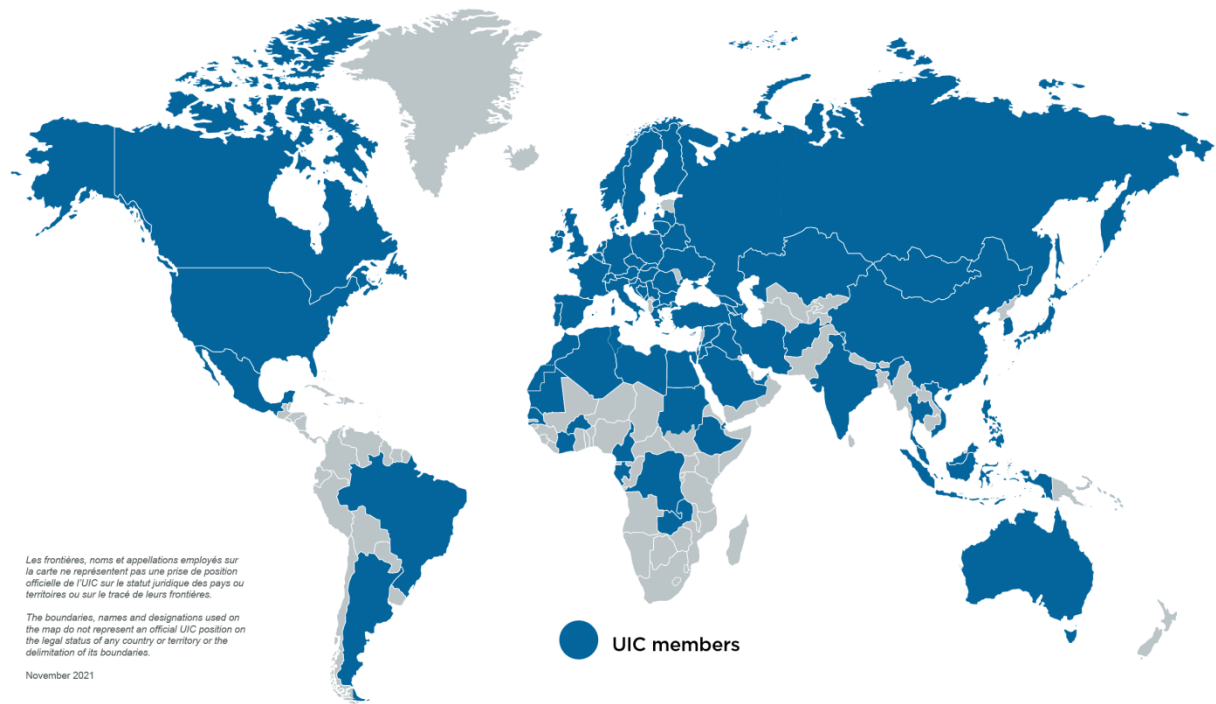 Les frontières, noms et appellations employés sur
la carte ne représentent pas une prise de position
officielle de l'UIC sur le statut juridique des pays ou
territoires ou sur le tracé de leurs frontières.
The boundaries, names and designations used on
the map do not represent an official UIC position on
the legal status of any country or territory or the
delimitation of its boundaries.
November 2021
UIC members